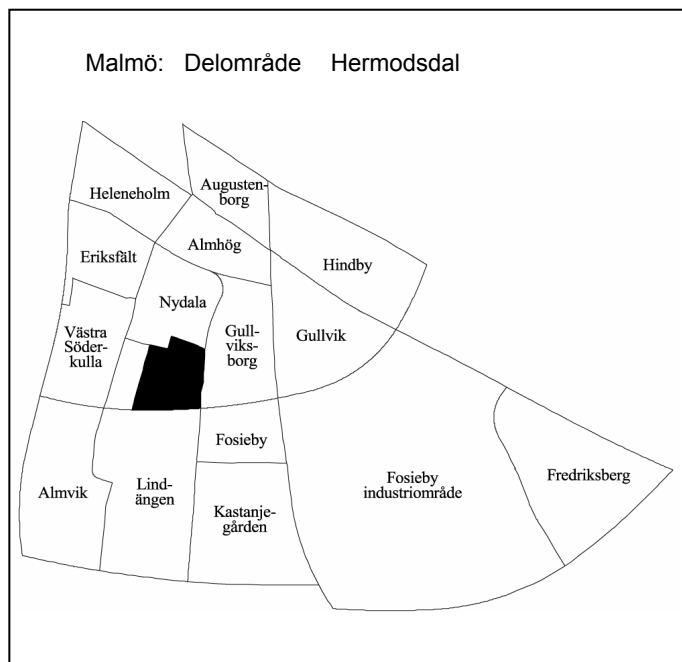 Malmö: Delområde Hermodsdal
Heleneholm
Augusten-
borg
Almhög
Eriksfält
Hindby
Nydala
Västra
Söder-
kulla
Gull-
viks-
borg
Gullvik
Fosieby
Almvik
Lind-
ängen
Kastanje-
gården
Fosieby
industriområde
Fredriksberg